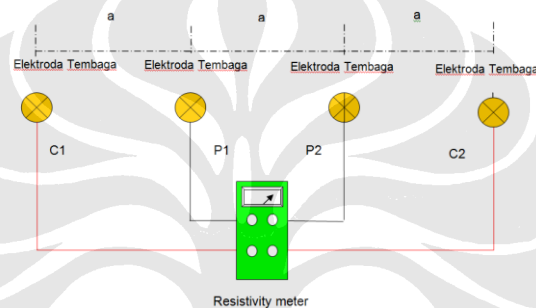 a a a
Elektroda Tembaga Elektroda Tembaga Elektroda Tembaga Elektroda Tembaga
C1 P1 P2 C2
Resistivity meter